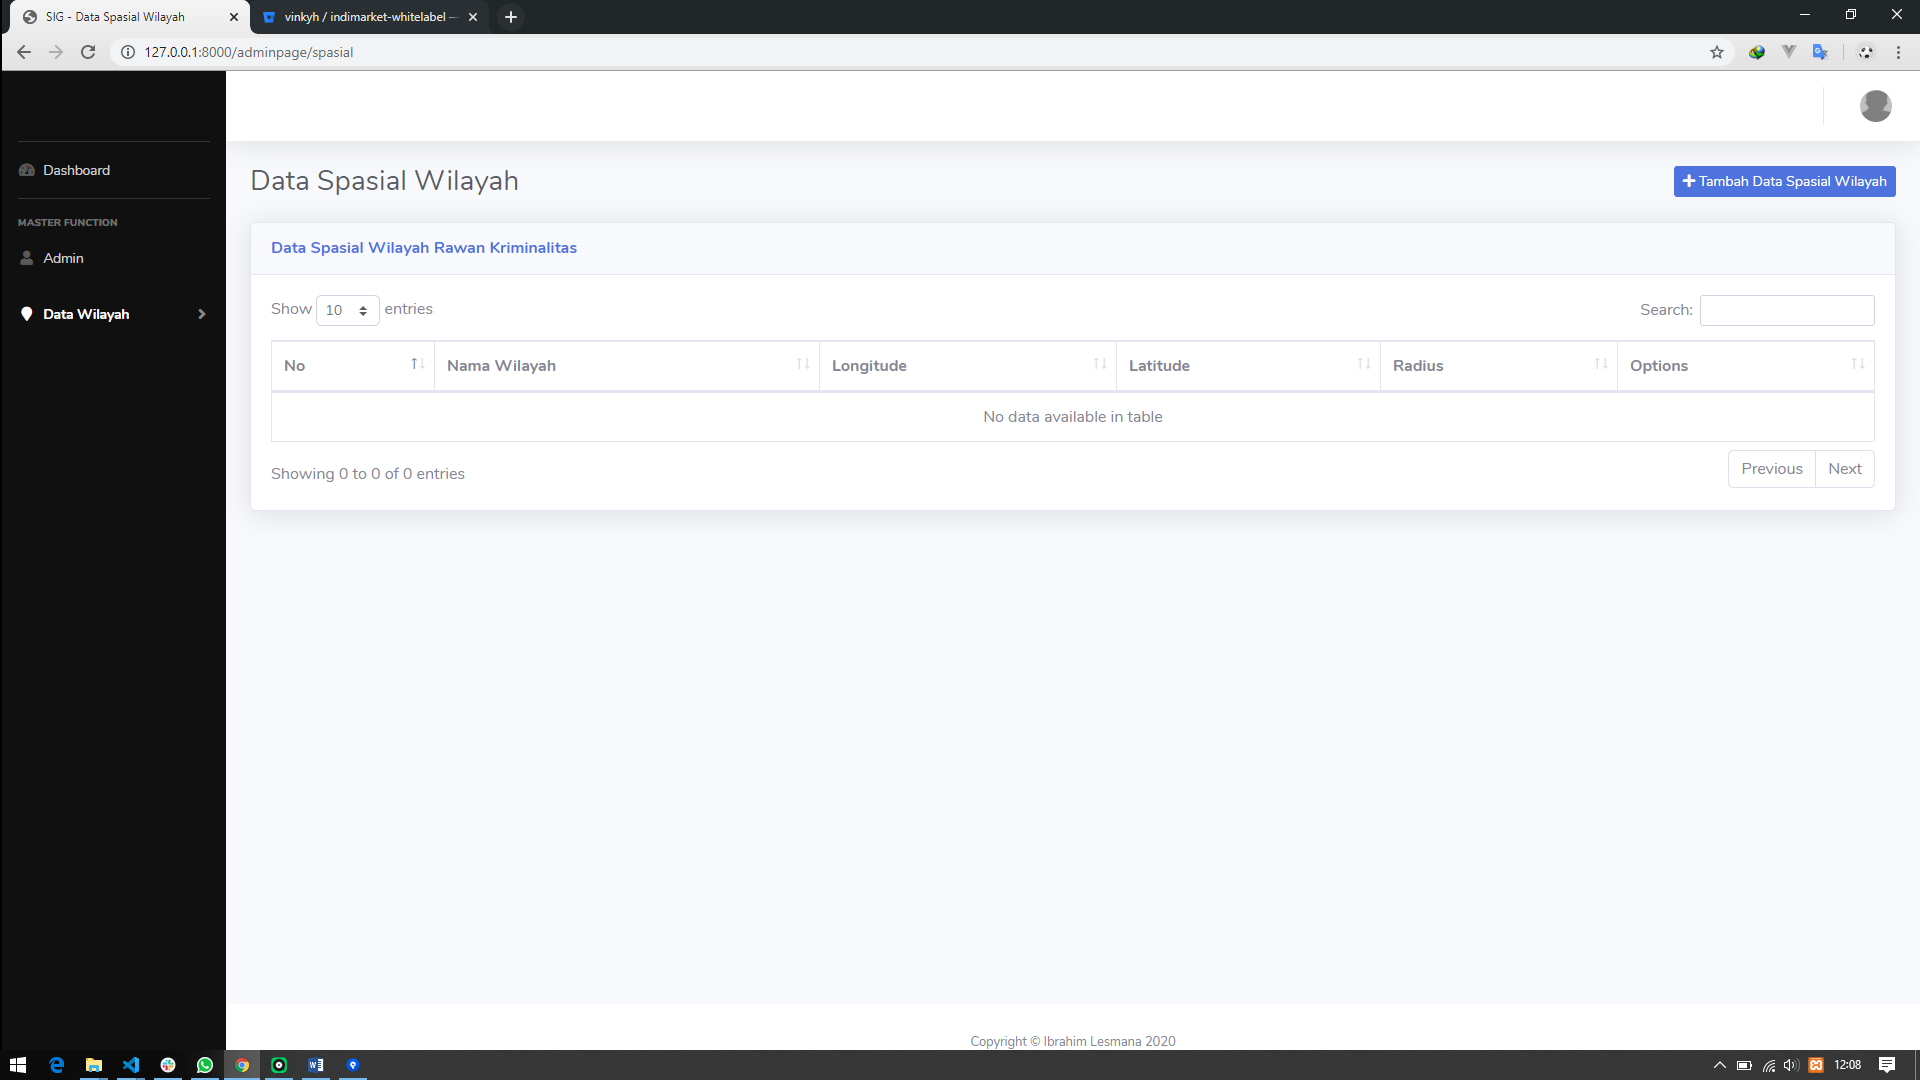 SIG - Data Spasial Wilayah
vinkyh / indimarket-whitelabel —
127.0.0.1:8000/adminpage/spasial
Dashboard
MASTER FUNCTION
Admin
Data Wilayah
Data Spasial Wilayah
Tambah Data Spasial Wilayah
Data Spasial Wilayah Rawan Kriminalitas
Show 10 entries
Search:
No Nama Wilayah Longitude Latitude Radius Options
No data available in table
Showing 0 to 0 of 0 entries
Previous Next
Copyright © Ibrahim Lesmana 2020
12:08